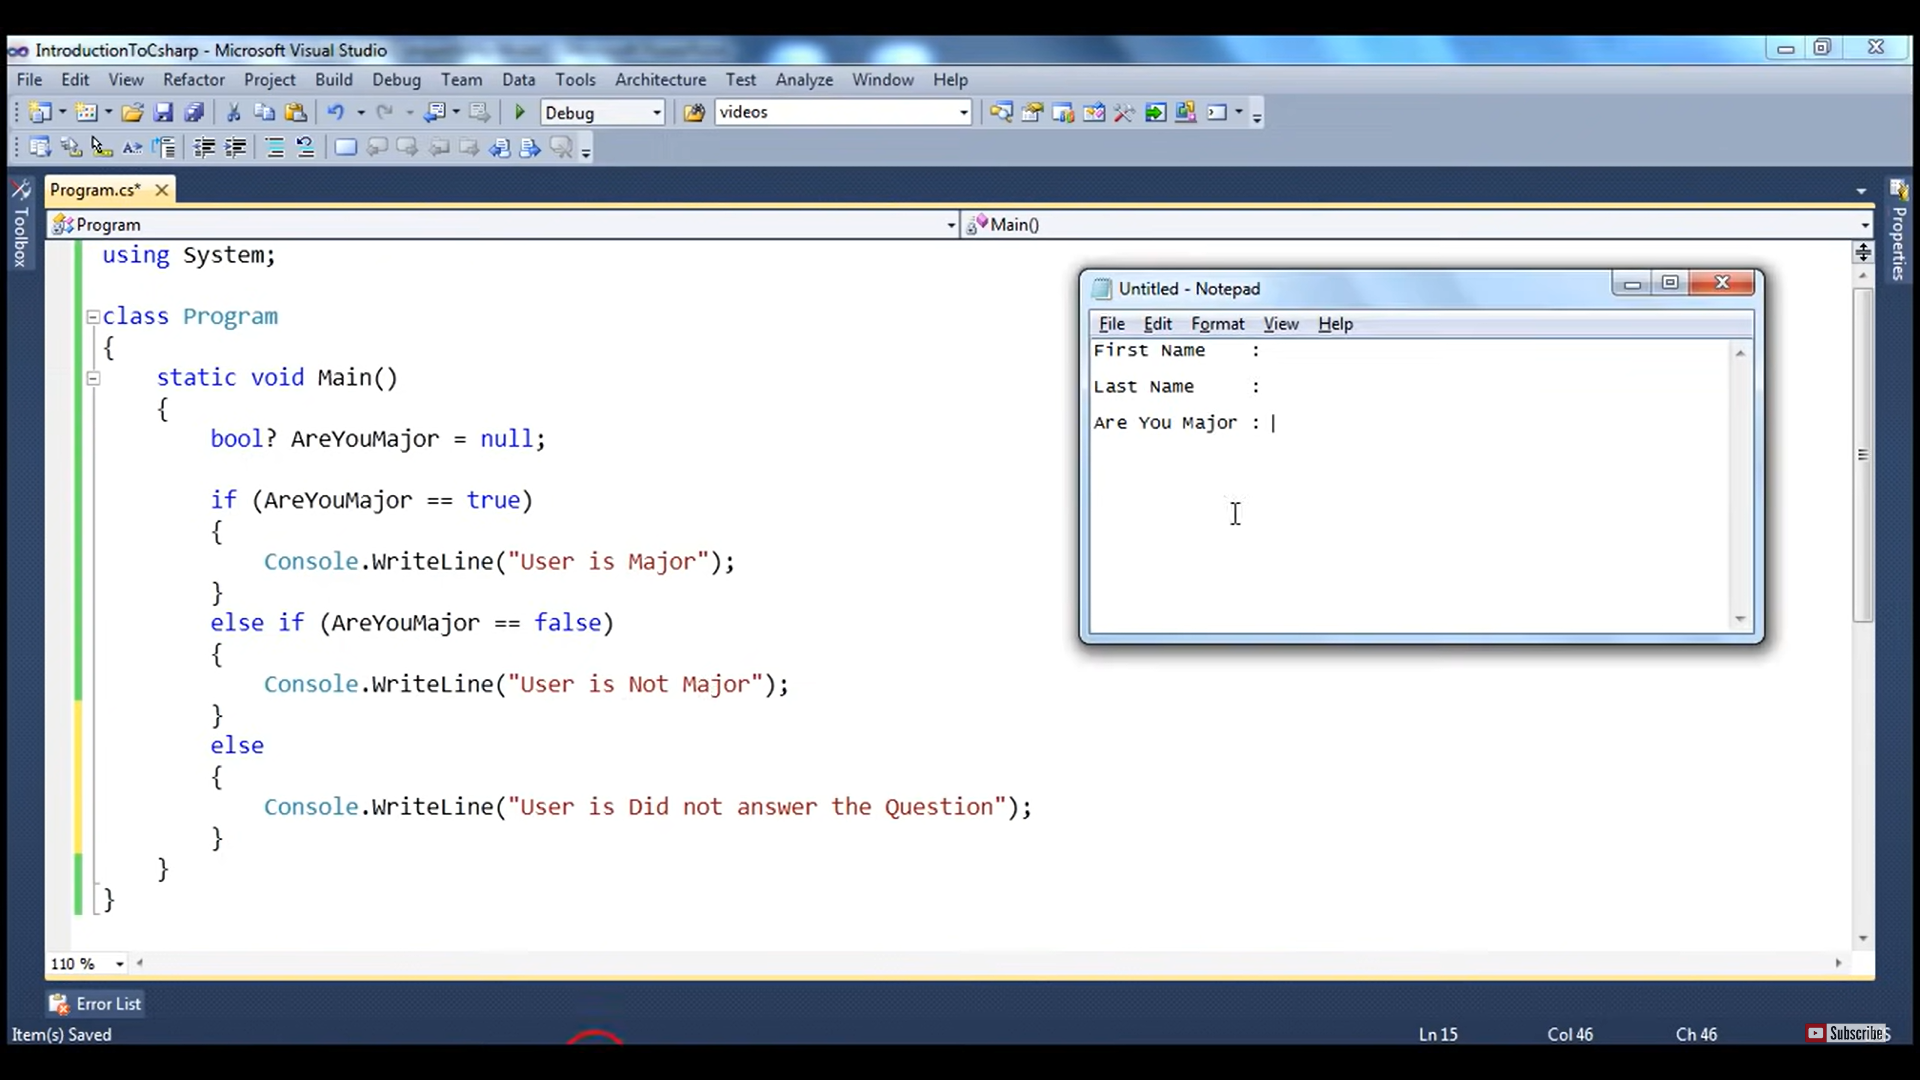 IntroductionToCsharp - Microsoft Visual Studio
File Edit View Refactor Project Build Debug Team Data Tools Architecture Test Analyze Window Help
Debug videos
Toolbox
Program.cs*
Properties
Program Main()
using System;
class Program
{
static void Main()
{
bool? AreYouMajor = null;
if (AreYouMajor == true)
{
Console.WriteLine("User is Major");
}
else if (AreYouMajor == false)
{
Console.WriteLine("User is Not Major");
}
else
{
Console.WriteLine("User is Did not answer the Question");
}
}
}
Untitled - Notepad
File Edit Format View Help
First Name :
Last Name :
Are You Major :
110 %
Error List
Item(s) Saved
Ln 15 Col 46 Ch 46
Subscribe